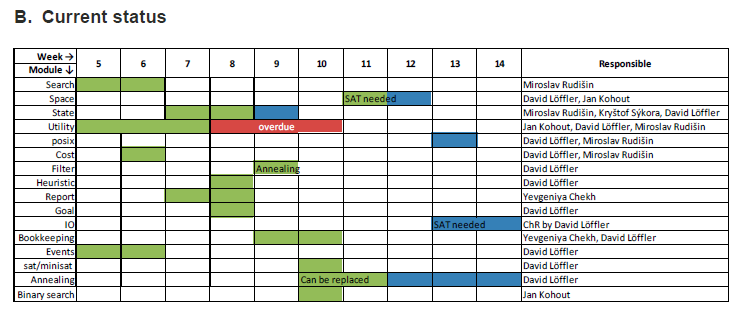 B. Current status
Week → 5 6 7 8 9 10 11 12 13 14 Responsible
Module ↓
Search Miroslav Rudišin
Space SAT needed David Löffler, Jan Kohout
State Miroslav Rudišin, Kryštof Sýkora, David Löffler
Utility overdue Jan Kohout, David Löffler, Miroslav Rudišin
posix David Löffler, Miroslav Rudišin
Cost David Löffler, Miroslav Rudišin
Filter Annealing David Löffler
Heuristic David Löffler
Report Yevgeniya Chekh
Goal David Löffler
IO SAT needed ChR by David Löffler
Bookkeeping Yevgeniya Chekh, David Löffler
Events David Löffler
sat/minisat David Löffler
Annealing Can be replaced David Löffler
Binary search Jan Kohout